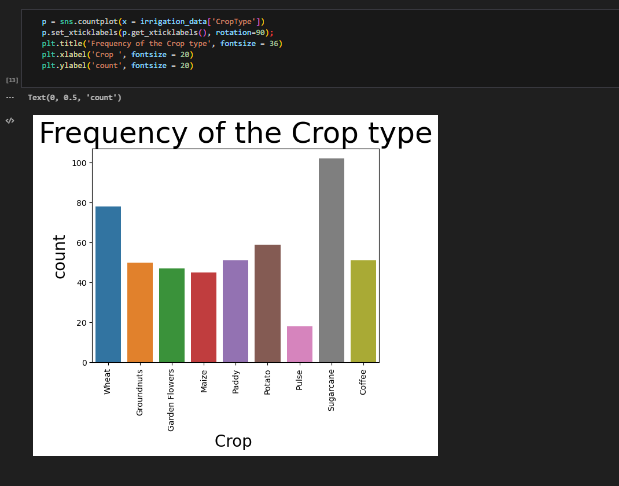 p = sns.countplot(x = irrigation_data['CropType'])
p.set_xticklabels(p.get_xticklabels(), rotation=90);
plt.title('Frequency of the Crop type', fontsize = 36)
plt.xlabel('Crop ', fontsize = 20)
plt.ylabel('count', fontsize = 20)
[13]
... Text(0, 0.5, 'count')
</>
Frequency of the Crop type
100
80
60
40
20
0
count
Wheat
Groundnuts
Garden Flowers
Maize
Paddy
Potato
Pulse
Sugarcane
Coffee
Crop